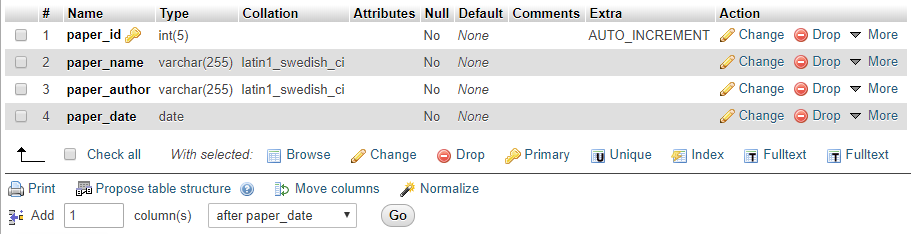 # Name Type Collation Attributes Null Default Comments Extra Action
1 paper_id int(5) No None AUTO_INCREMENT Change Drop More
2 paper_name varchar(255) latin1_swedish_ci No None Change Drop More
3 paper_author varchar(255) latin1_swedish_ci No None Change Drop More
4 paper_date date No None Change Drop More
Check all With selected: Browse Change Drop Primary U Unique Index T Fulltext T Fulltext
Print Propose table structure ? Move columns Normalize
Add 1 column(s) after paper_date Go